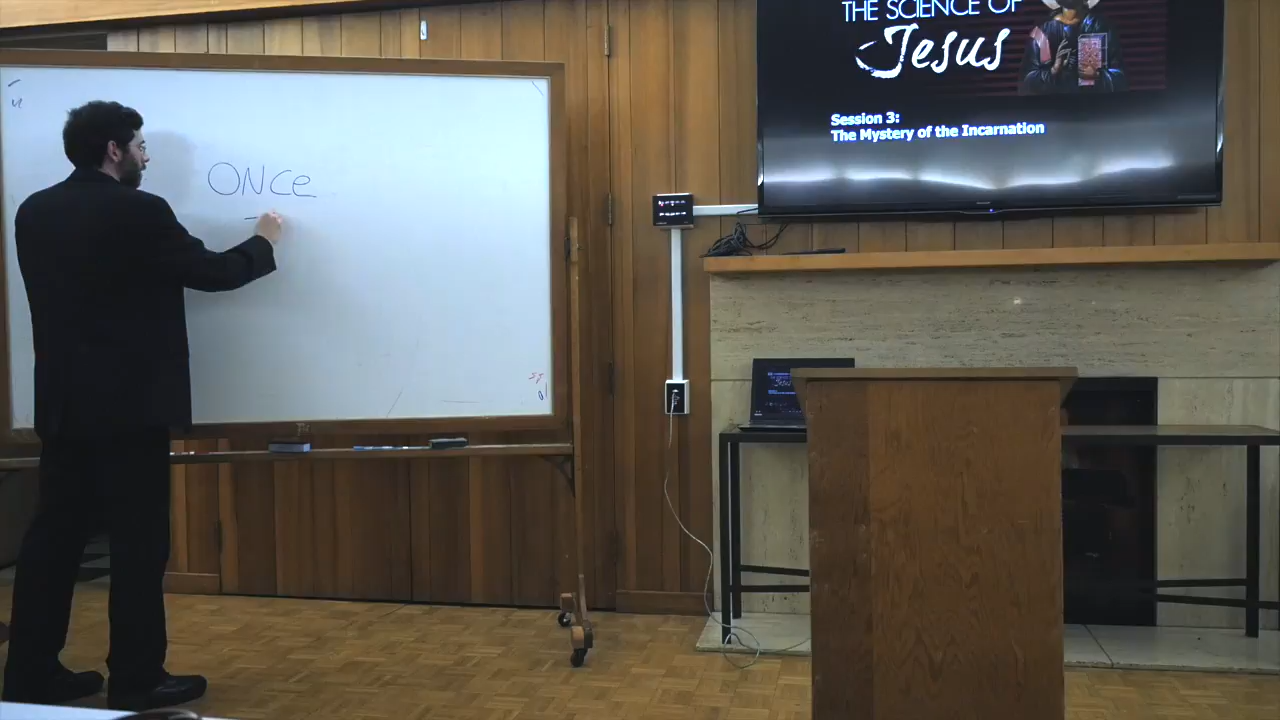 ONCe
THE SCIENCE OF
Jesus
Session 3:
The Mystery of the Incarnation